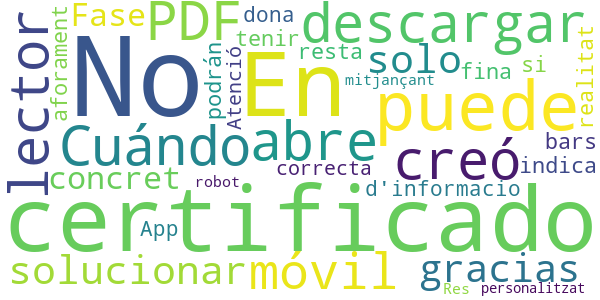 Fase
PDF
dona
descargar
lector
aforament
No
En
podrán
Atenció
tenir
resta
solo
mitjançant
fina
si
realitat
puede
Cuándo
abre
creó
bars
concret
robot
correcta
d'informacio
indica
certificado
App
solucionar
móvil
gracias
Res
personalitzat